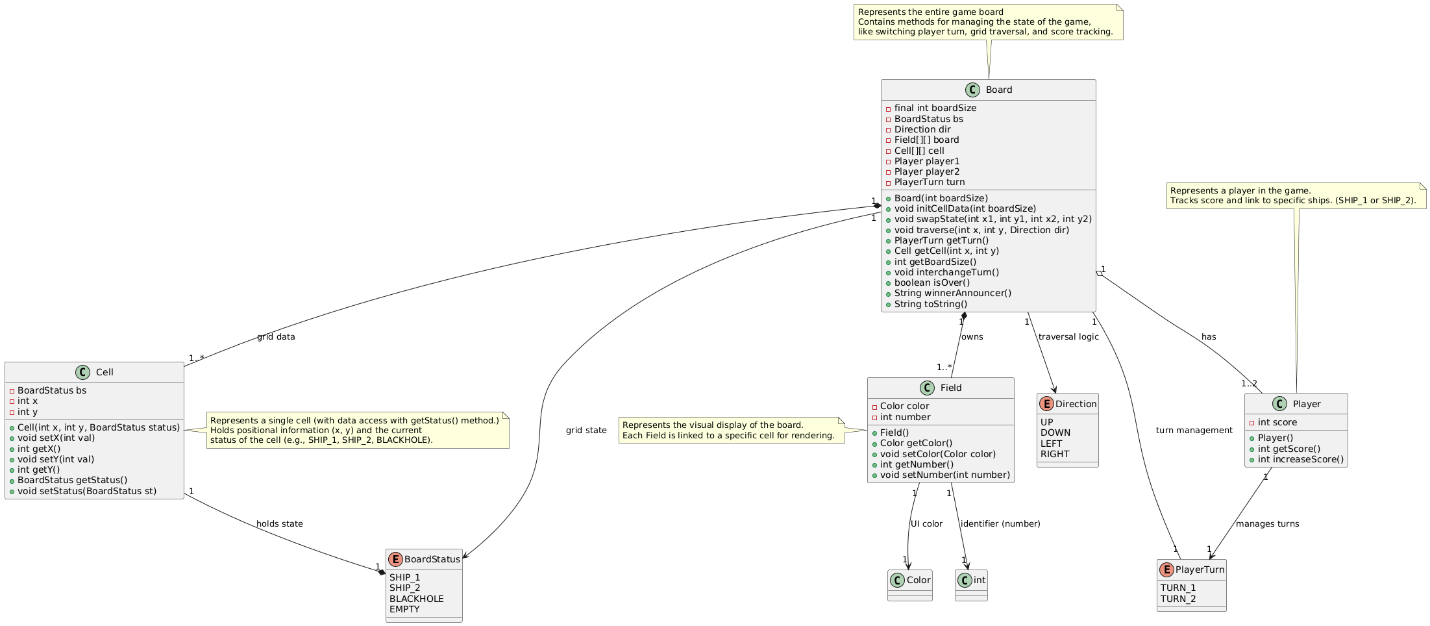 Represents the entire game board
Contains methods for managing the state of the game,
like switching player turn, grid traversal, and score tracking.
C Board
final int boardSize
BoardStatus bs
Direction dir
Field[][] board
Cell[][] cell
Player player1
Player player2
PlayerTurn turn
Board(int boardSize)
void initCellData(int boardSize)
void swapState(int x1, int y1, int x2, int y2)
void traverse(int x, int y, Direction dir)
PlayerTurn getTurn()
Cell getCell(int x, int y)
int getBoardSize()
void interchangeTurn()
boolean isOver()
String winnerAnnouncer()
String toString()
Represents a player in the game.
Tracks score and link to specific ships. (SHIP_1 or SHIP_2).
1
1
1
1
1
1
grid data
owns
traversal logic
has
1..*
1..*
1..2
C Cell
BoardStatus bs
int x
int y
Cell(int x, int y, BoardStatus status)
void setX(int val)
int getX()
void setY(int val)
int getY()
BoardStatus getStatus()
void setStatus(BoardStatus st)
Represents a single cell (with data access with getStatus() method.)
Holds positional information (x, y) and the current
status of the cell (e.g., SHIP_1, SHIP_2, BLACKHOLE).
grid state
Represents the visual display of the board.
Each Field is linked to a specific cell for rendering.
C Field
Color color
int number
Field()
Color getColor()
void setColor(Color color)
int getNumber()
void setNumber(int number)
E Direction
UP
DOWN
LEFT
RIGHT
turn management
C Player
int score
Player()
int getScore()
int increaseScore()
1
1
1
1
holds state
UI color
identifier (number)
manages turns
1
1
1
1
1
E BoardStatus
SHIP_1
SHIP_2
BLACKHOLE
EMPTY
C Color
C int
E PlayerTurn
TURN_1
TURN_2